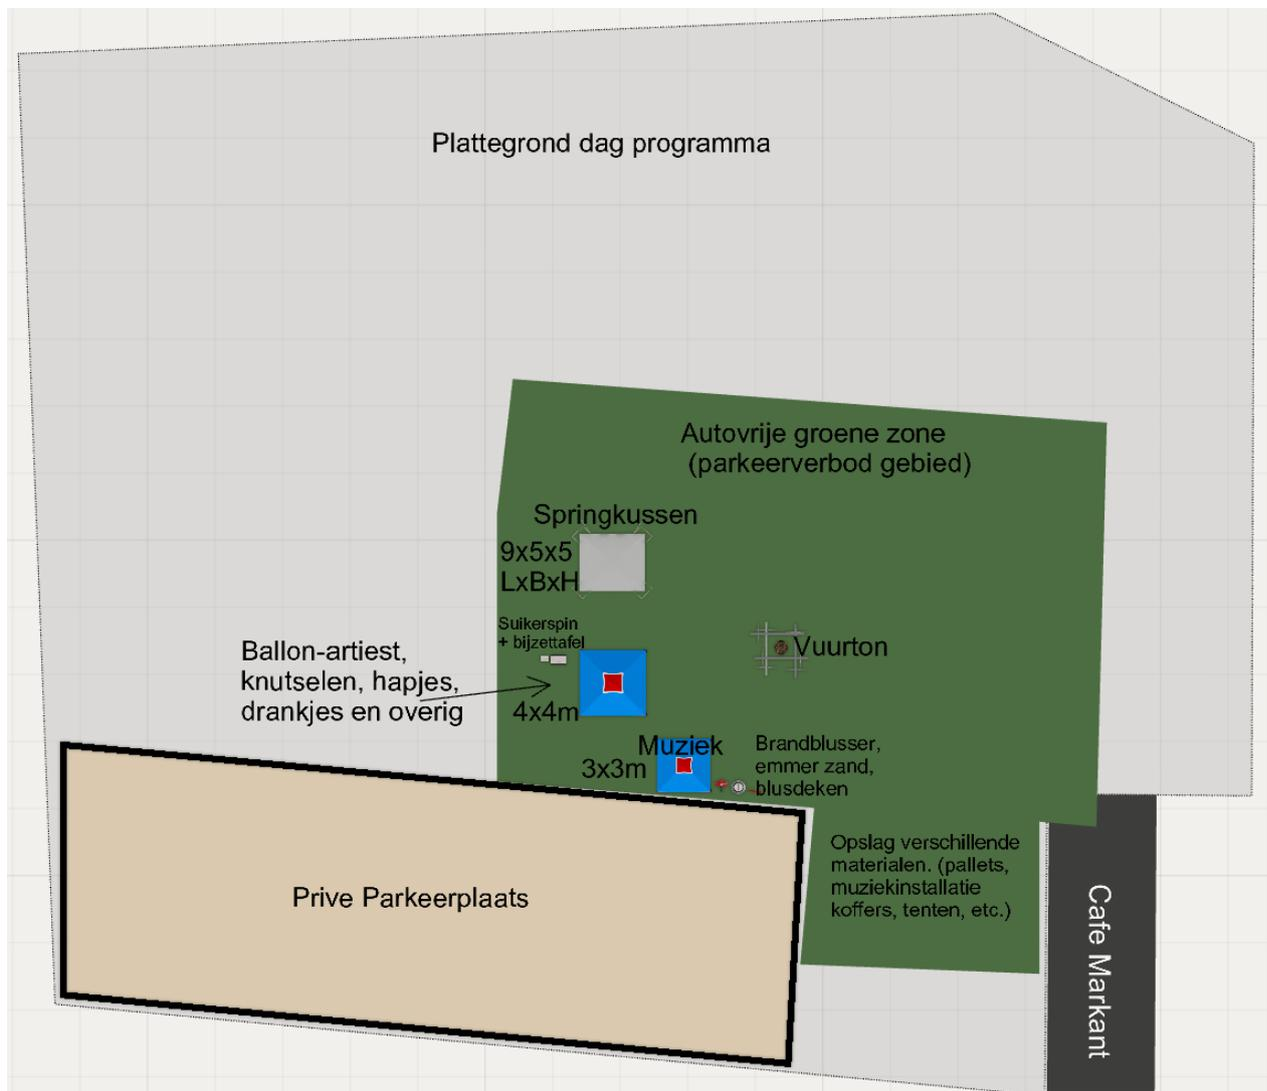 Plattegrond dag programma
Autovrije groene zone
(parkeerverbod gebied)
Springkussen
9x5x5
LxBxH
Suikerspin
+ bijzettafel
Vuurton
Ballon-artiest,
knutselen, hapjes,
drankjes en overig
4x4m
Muziek
3x3m
Brandblusser,
emmer zand,
blusdeken
Opslag verschillende
materialen. (pallets,
muziekinstallatie
koffers, tenten, etc.)
Prive Parkeerplaats
Cafe Markant